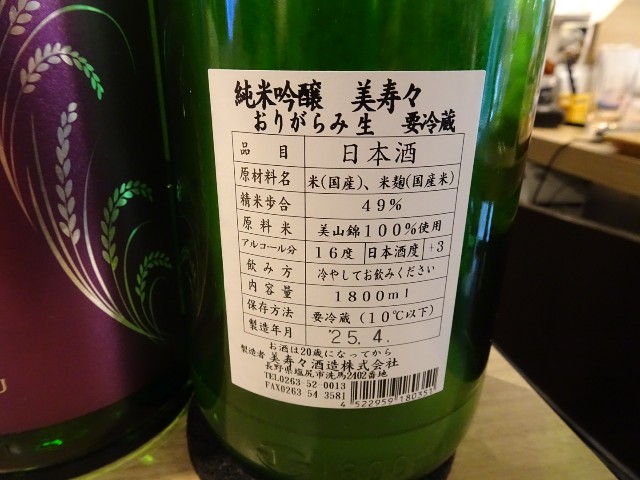 純米吟醸 美寿々
おりがらみ生 要冷蔵
品目 日本酒
原材料名 米(国産)、米麹(国産米)
精米歩合 49%
原料米 美山錦100%使用
アルコール分 16度 日本酒度 +3
飲み方 冷やしてお飲みください
内容量 1800ml
保存方法 要冷蔵(10℃以下)
製造年月 '25.4.
お酒は20歳になってから
製造者 美寿々酒造株式会社
長野県塩尻市洗馬2402番地
TEL0263-52 0013
FAX0263 54 3581
4 522959 180351
U